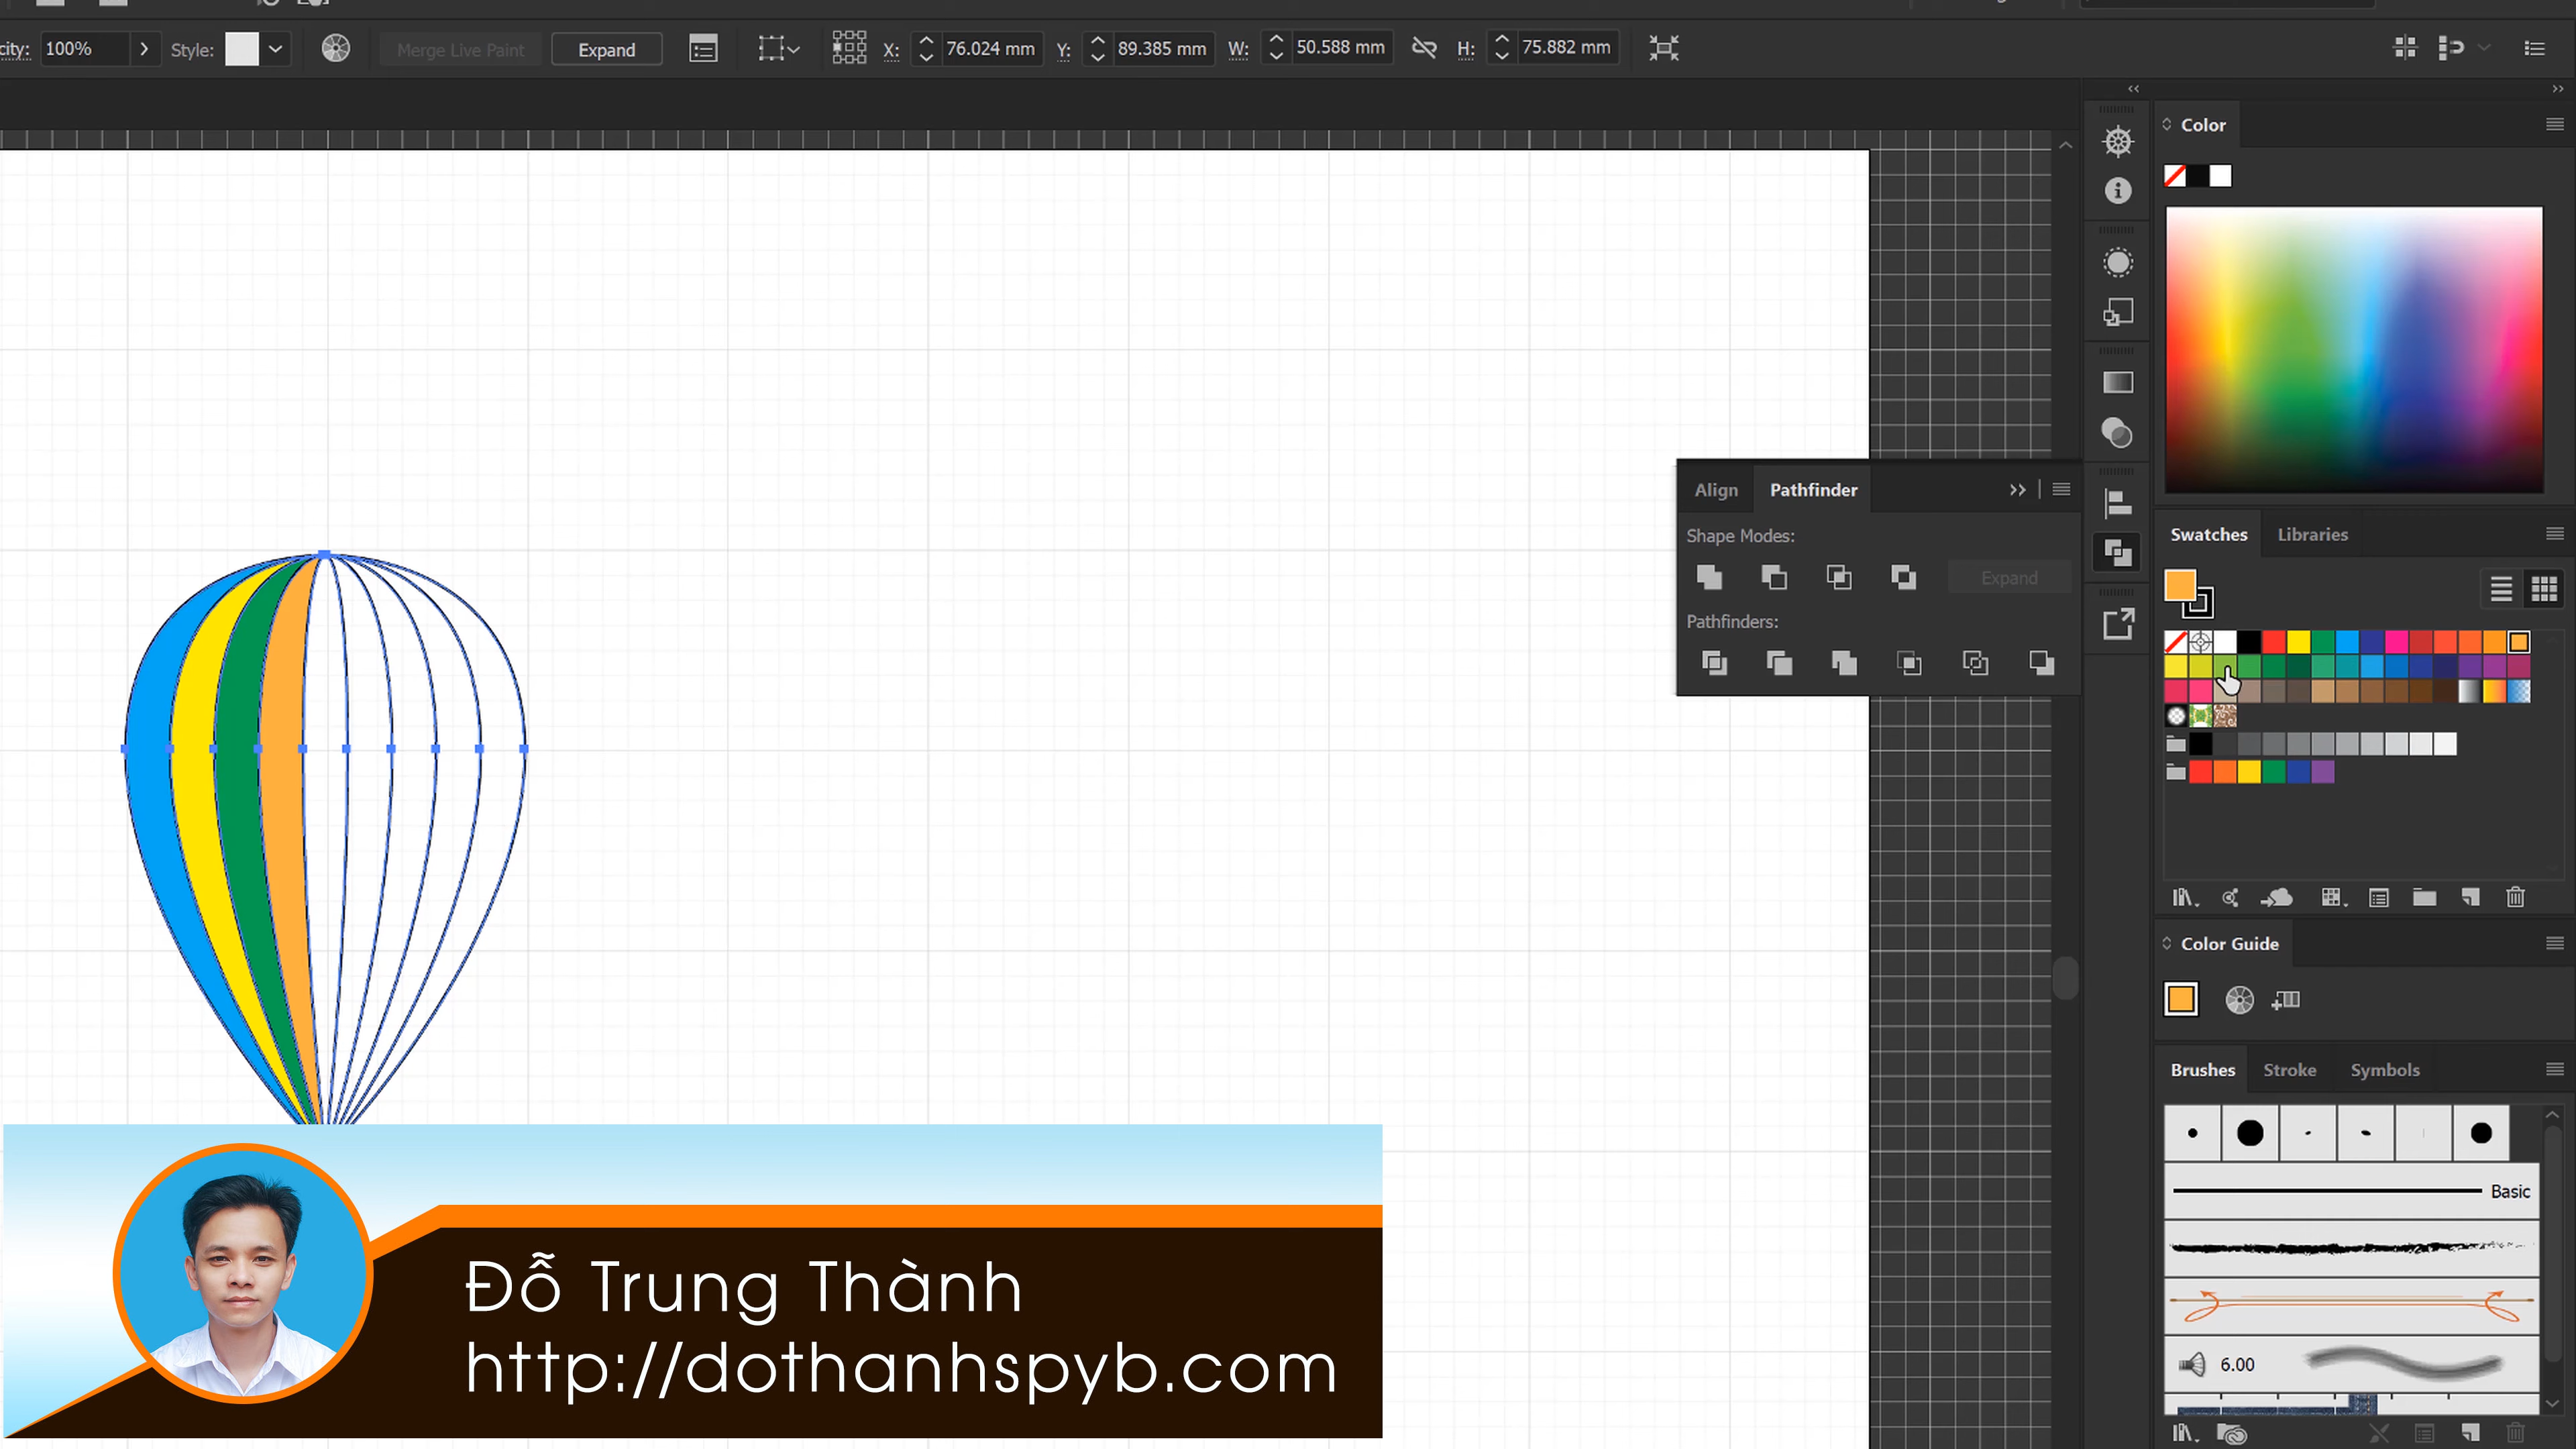 city: 100% Style: Merge Live Paint Expand X: 76.024 mm Y: 89.385 mm W: 50.588 mm H: 75.882 mm
Color
Align Pathfinder
Shape Modes:
Expand
Pathfinders:
Swatches Libraries
Color Guide
Brushes Stroke Symbols
Basic
6.00
Đỗ Trung Thành
http://dothanhspyb.com